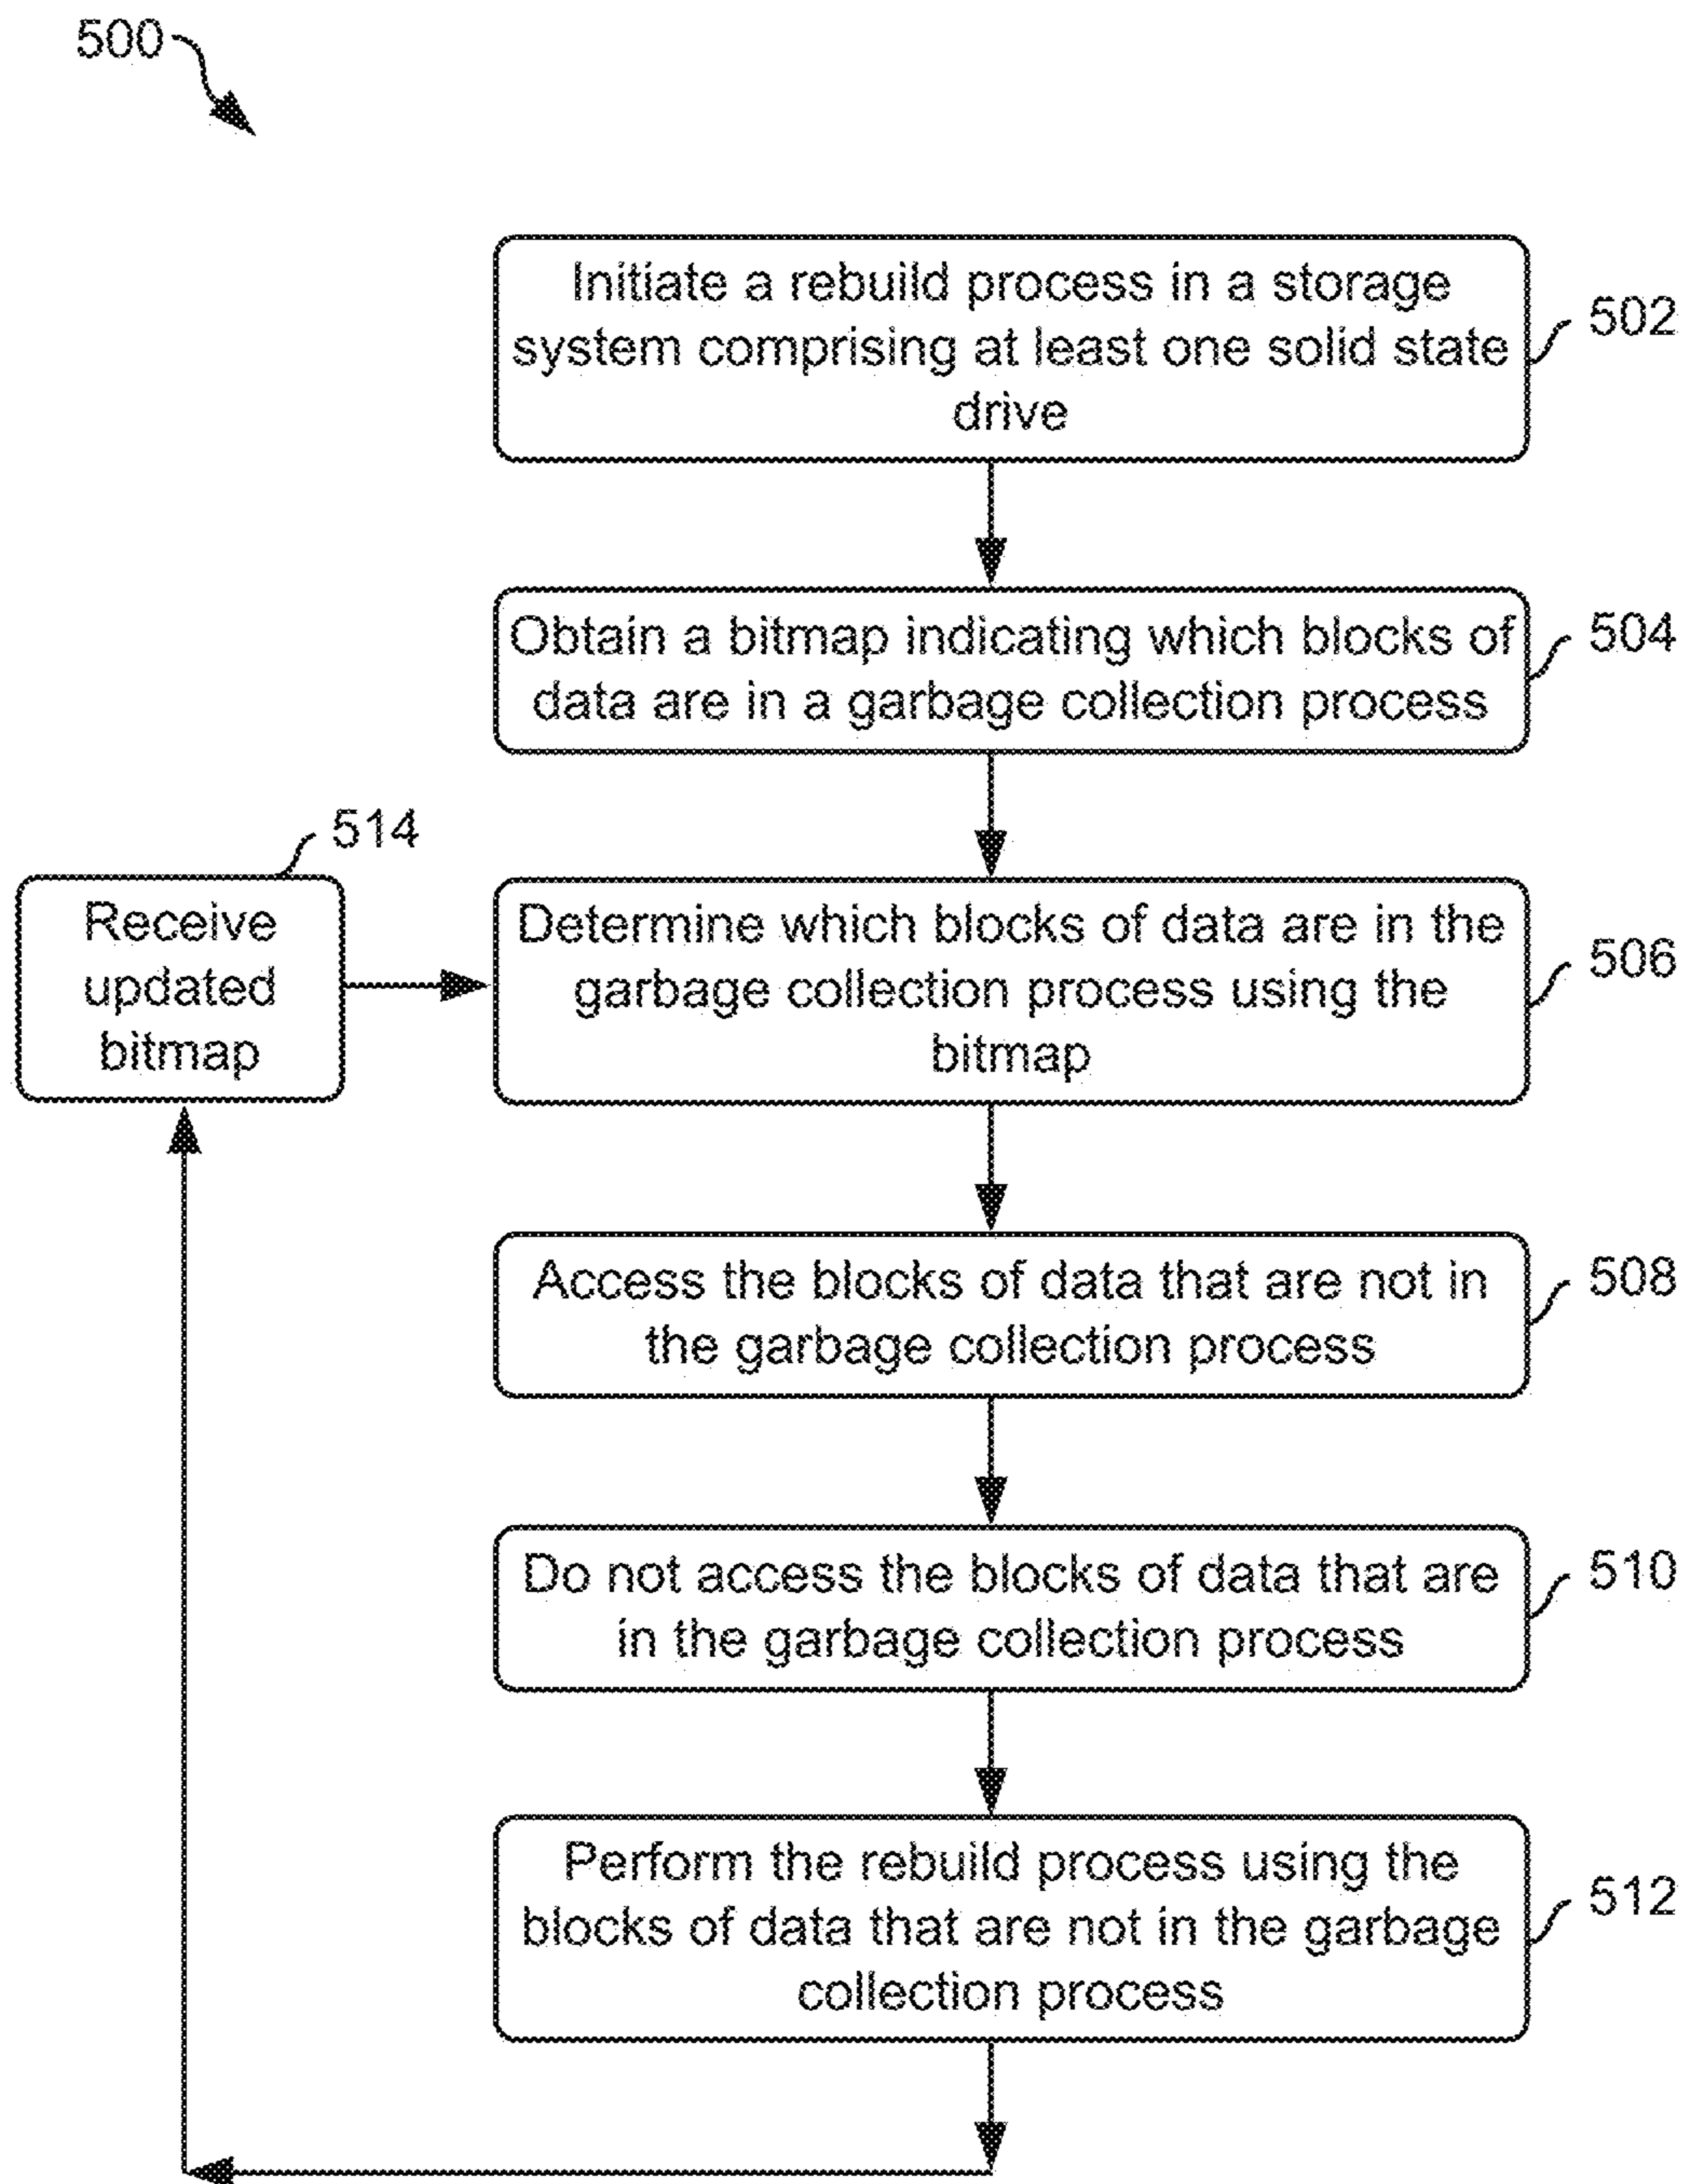 500
Initiate a rebuild process in a storage
system comprising at least one solid state
drive
502
Obtain a bitmap indicating which blocks of
data are in a garbage collection process
504
514
Receive
updated
bitmap
Determine which blocks of data are in the
garbage collection process using the
bitmap
506
Access the blocks of data that are not in
the garbage collection process
508
Do not access the blocks of data that are
in the garbage collection process
510
Perform the rebuild process using the
blocks of data that are not in the garbage
collection process
512